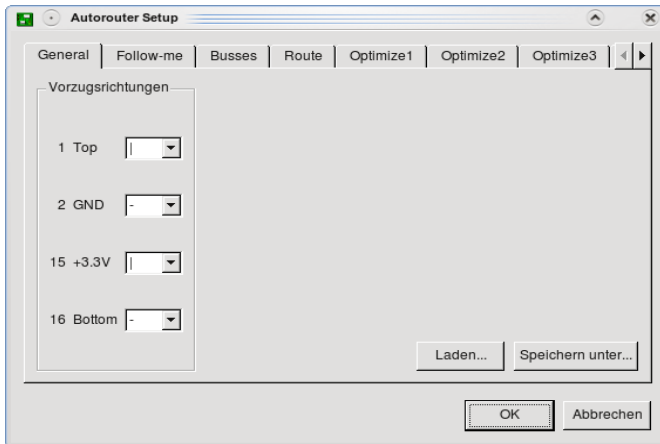 Autorouter Setup
General Follow-me Busses Route Optimize1 Optimize2 Optimize3
Vorzugsrichtungen
1 Top |
2 GND -
15 +3.3V |
16 Bottom -
Laden... Speichern unter...
OK Abbrechen